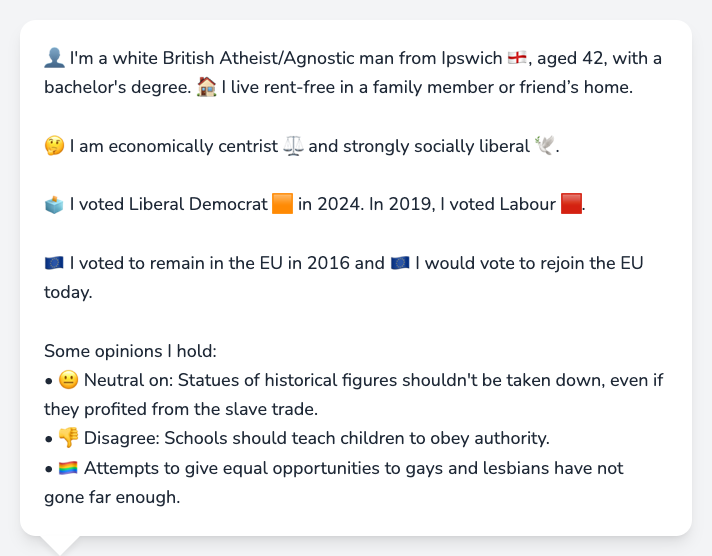 👤 I'm a white British Atheist/Agnostic man from Ipswich 🏴󠁧󠁢󠁥󠁮󠁧󠁿, aged 42, with a
bachelor's degree. 🏠 I live rent-free in a family member or friend’s home.
🤔 I am economically centrist ⚖️ and strongly socially liberal 🕊️.
🗳️ I voted Liberal Democrat 🟧 in 2024. In 2019, I voted Labour 🟥.
🇪🇺 I voted to remain in the EU in 2016 and 🇪🇺 I would vote to rejoin the EU
today.
Some opinions I hold:
• 😐 Neutral on: Statues of historical figures shouldn't be taken down, even if
they profited from the slave trade.
• 👎 Disagree: Schools should teach children to obey authority.
• 🏳️‍🌈 Attempts to give equal opportunities to gays and lesbians have not
gone far enough.